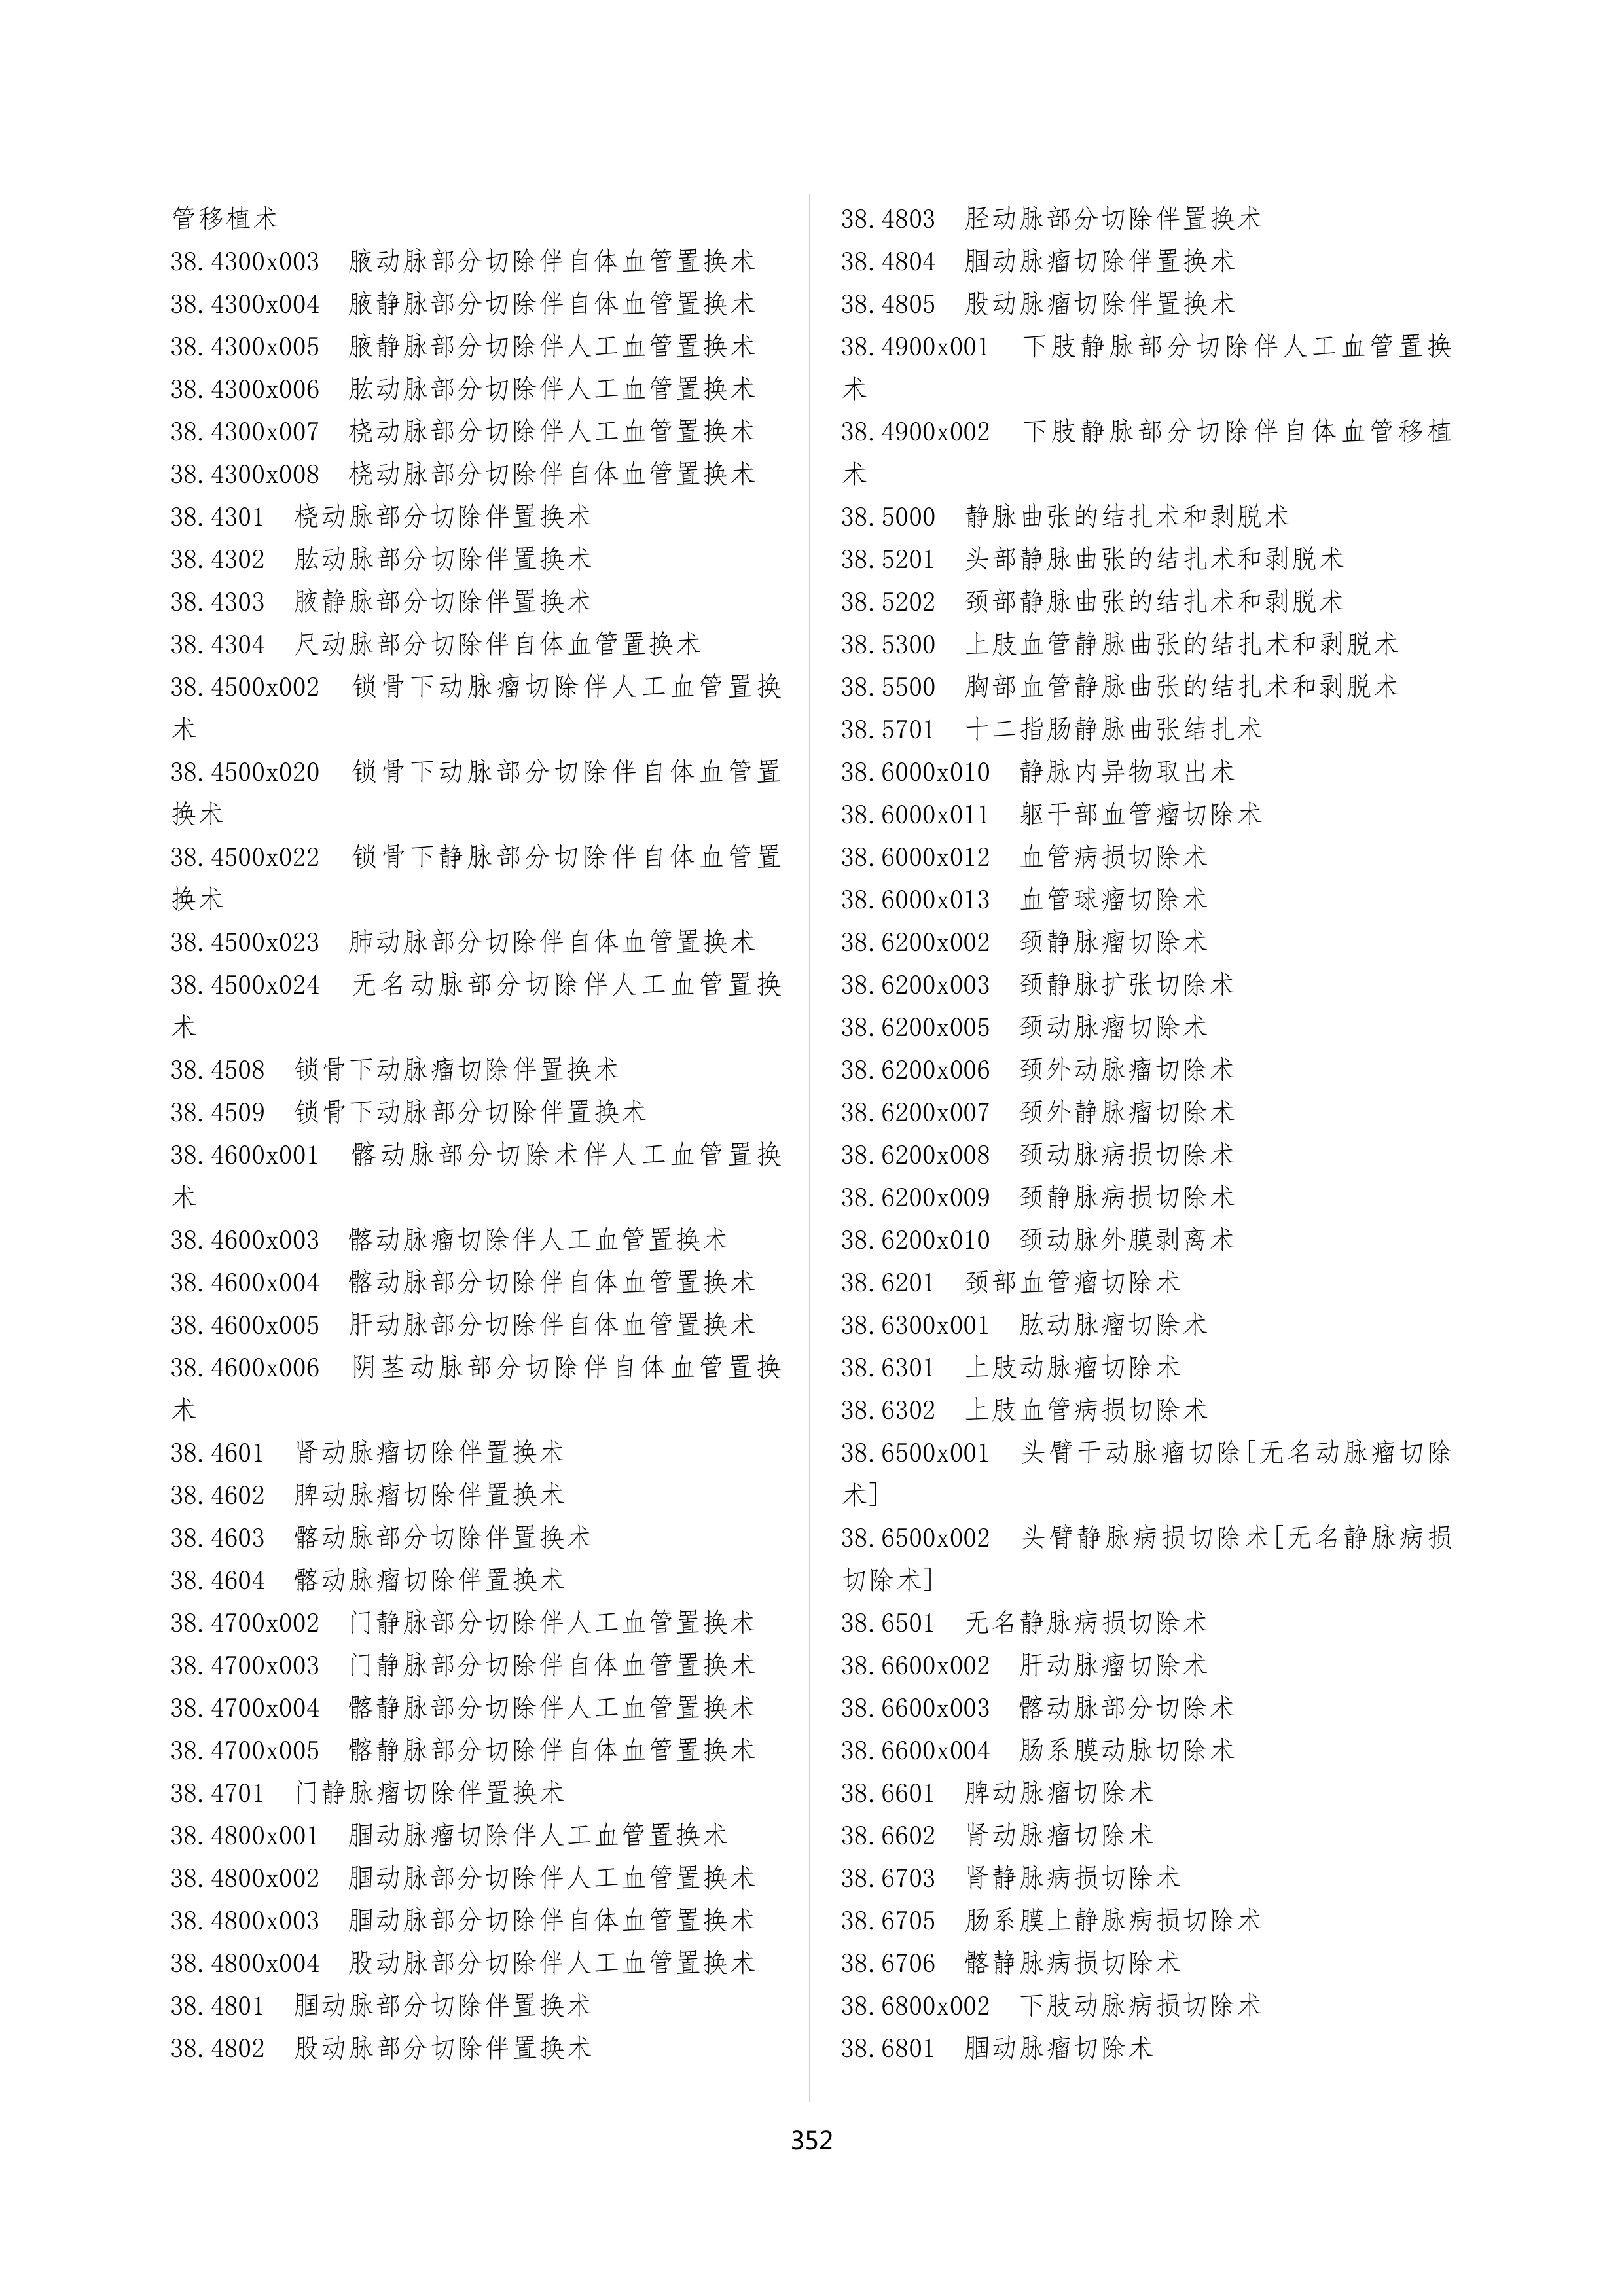 管移植术
38.4300x003 腋动脉部分切除伴自体血管置换术
38.4300x004 腋静脉部分切除伴自体血管置换术
38.4300x005 腋静脉部分切除伴人工血管置换术
38.4300x006 肱动脉部分切除伴人工血管置换术
38.4300x007 桡动脉部分切除伴人工血管置换术
38.4300x008 桡动脉部分切除伴自体血管置换术
38.4301 桡动脉部分切除伴置换术
38.4302 肱动脉部分切除伴置换术
38.4303 腋静脉部分切除伴置换术
38.4304 尺动脉部分切除伴自体血管置换术
38.4500x002 锁骨下动脉瘤切除伴人工血管置换
术
38.4500x020 锁骨下动脉部分切除伴自体血管置
换术
38.4500x022 锁骨下静脉部分切除伴自体血管置
换术
38.4500x023 肺动脉部分切除伴自体血管置换术
38.4500x024 无名动脉部分切除伴人工血管置换
术
38.4508 锁骨下动脉瘤切除伴置换术
38.4509 锁骨下动脉部分切除伴置换术
38.4600x001 髂动脉部分切除术伴人工血管置换
术
38.4600x003 髂动脉瘤切除伴人工血管置换术
38.4600x004 髂动脉部分切除伴自体血管置换术
38.4600x005 肝动脉部分切除伴自体血管置换术
38.4600x006 阴茎动脉部分切除伴自体血管置换
术
38.4601 肾动脉瘤切除伴置换术
38.4602 脾动脉瘤切除伴置换术
38.4603 髂动脉部分切除伴置换术
38.4604 髂动脉瘤切除伴置换术
38.4700x002 门静脉部分切除伴人工血管置换术
38.4700x003 门静脉部分切除伴自体血管置换术
38.4700x004 髂静脉部分切除伴人工血管置换术
38.4700x005 髂静脉部分切除伴自体血管置换术
38.4701 门静脉瘤切除伴置换术
38.4800x001 腘动脉瘤切除伴人工血管置换术
38.4800x002 腘动脉部分切除伴人工血管置换术
38.4800x003 腘动脉部分切除伴自体血管置换术
38.4800x004 股动脉部分切除伴人工血管置换术
38.4801 腘动脉部分切除伴置换术
38.4802 股动脉部分切除伴置换术
38.4803 胫动脉部分切除伴置换术
38.4804 腘动脉瘤切除伴置换术
38.4805 股动脉瘤切除伴置换术
38.4900x001 下肢静脉部分切除伴人工血管置换
术
38.4900x002 下肢静脉部分切除伴自体血管移植
术
38.5000 静脉曲张的结扎术和剥脱术
38.5201 头部静脉曲张的结扎术和剥脱术
38.5202 颈部静脉曲张的结扎术和剥脱术
38.5300 上肢血管静脉曲张的结扎术和剥脱术
38.5500 胸部血管静脉曲张的结扎术和剥脱术
38.5701 十二指肠静脉曲张结扎术
38.6000x010 静脉内异物取出术
38.6000x011 躯干部血管瘤切除术
38.6000x012 血管病损切除术
38.6000x013 血管球瘤切除术
38.6200x002 颈静脉瘤切除术
38.6200x003 颈静脉扩张切除术
38.6200x005 颈动脉瘤切除术
38.6200x006 颈外动脉瘤切除术
38.6200x007 颈外静脉瘤切除术
38.6200x008 颈动脉病损切除术
38.6200x009 颈静脉病损切除术
38.6200x010 颈动脉外膜剥离术
38.6201 颈部血管瘤切除术
38.6300x001 肱动脉瘤切除术
38.6301 上肢动脉瘤切除术
38.6302 上肢血管病损切除术
38.6500x001 头臂干动脉瘤切除[无名动脉瘤切除
术]
38.6500x002 头臂静脉病损切除术[无名静脉病损
切除术]
38.6501 无名静脉病损切除术
38.6600x002 肝动脉瘤切除术
38.6600x003 髂动脉部分切除术
38.6600x004 肠系膜动脉切除术
38.6601 脾动脉瘤切除术
38.6602 肾动脉瘤切除术
38.6703 肾静脉病损切除术
38.6705 肠系膜上静脉病损切除术
38.6706 髂静脉病损切除术
38.6800x002 下肢动脉病损切除术
38.6801 腘动脉瘤切除术
352